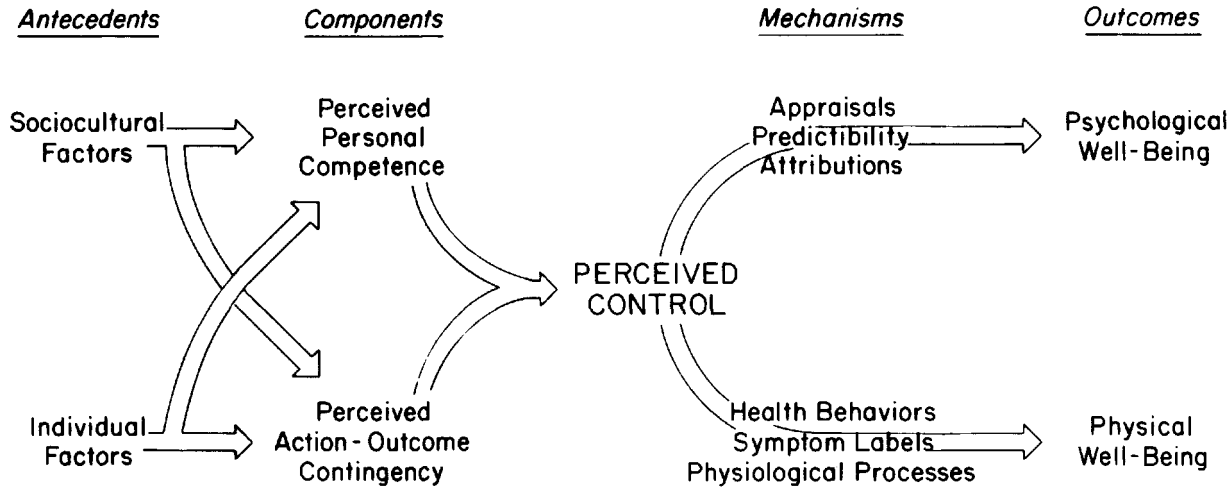 Antecedents
Components
Mechanisms
Outcomes
Sociocultural
Factors
Perceived
Personal
Competence
Appraisals
Predictibility
Attributions
Psychological
Well-Being
PERCEIVED
CONTROL
Individual
Factors
Perceived
Action-Outcome
Contingency
Health Behaviors
Symptom Labels
Physiological Processes
Physical
Well-Being